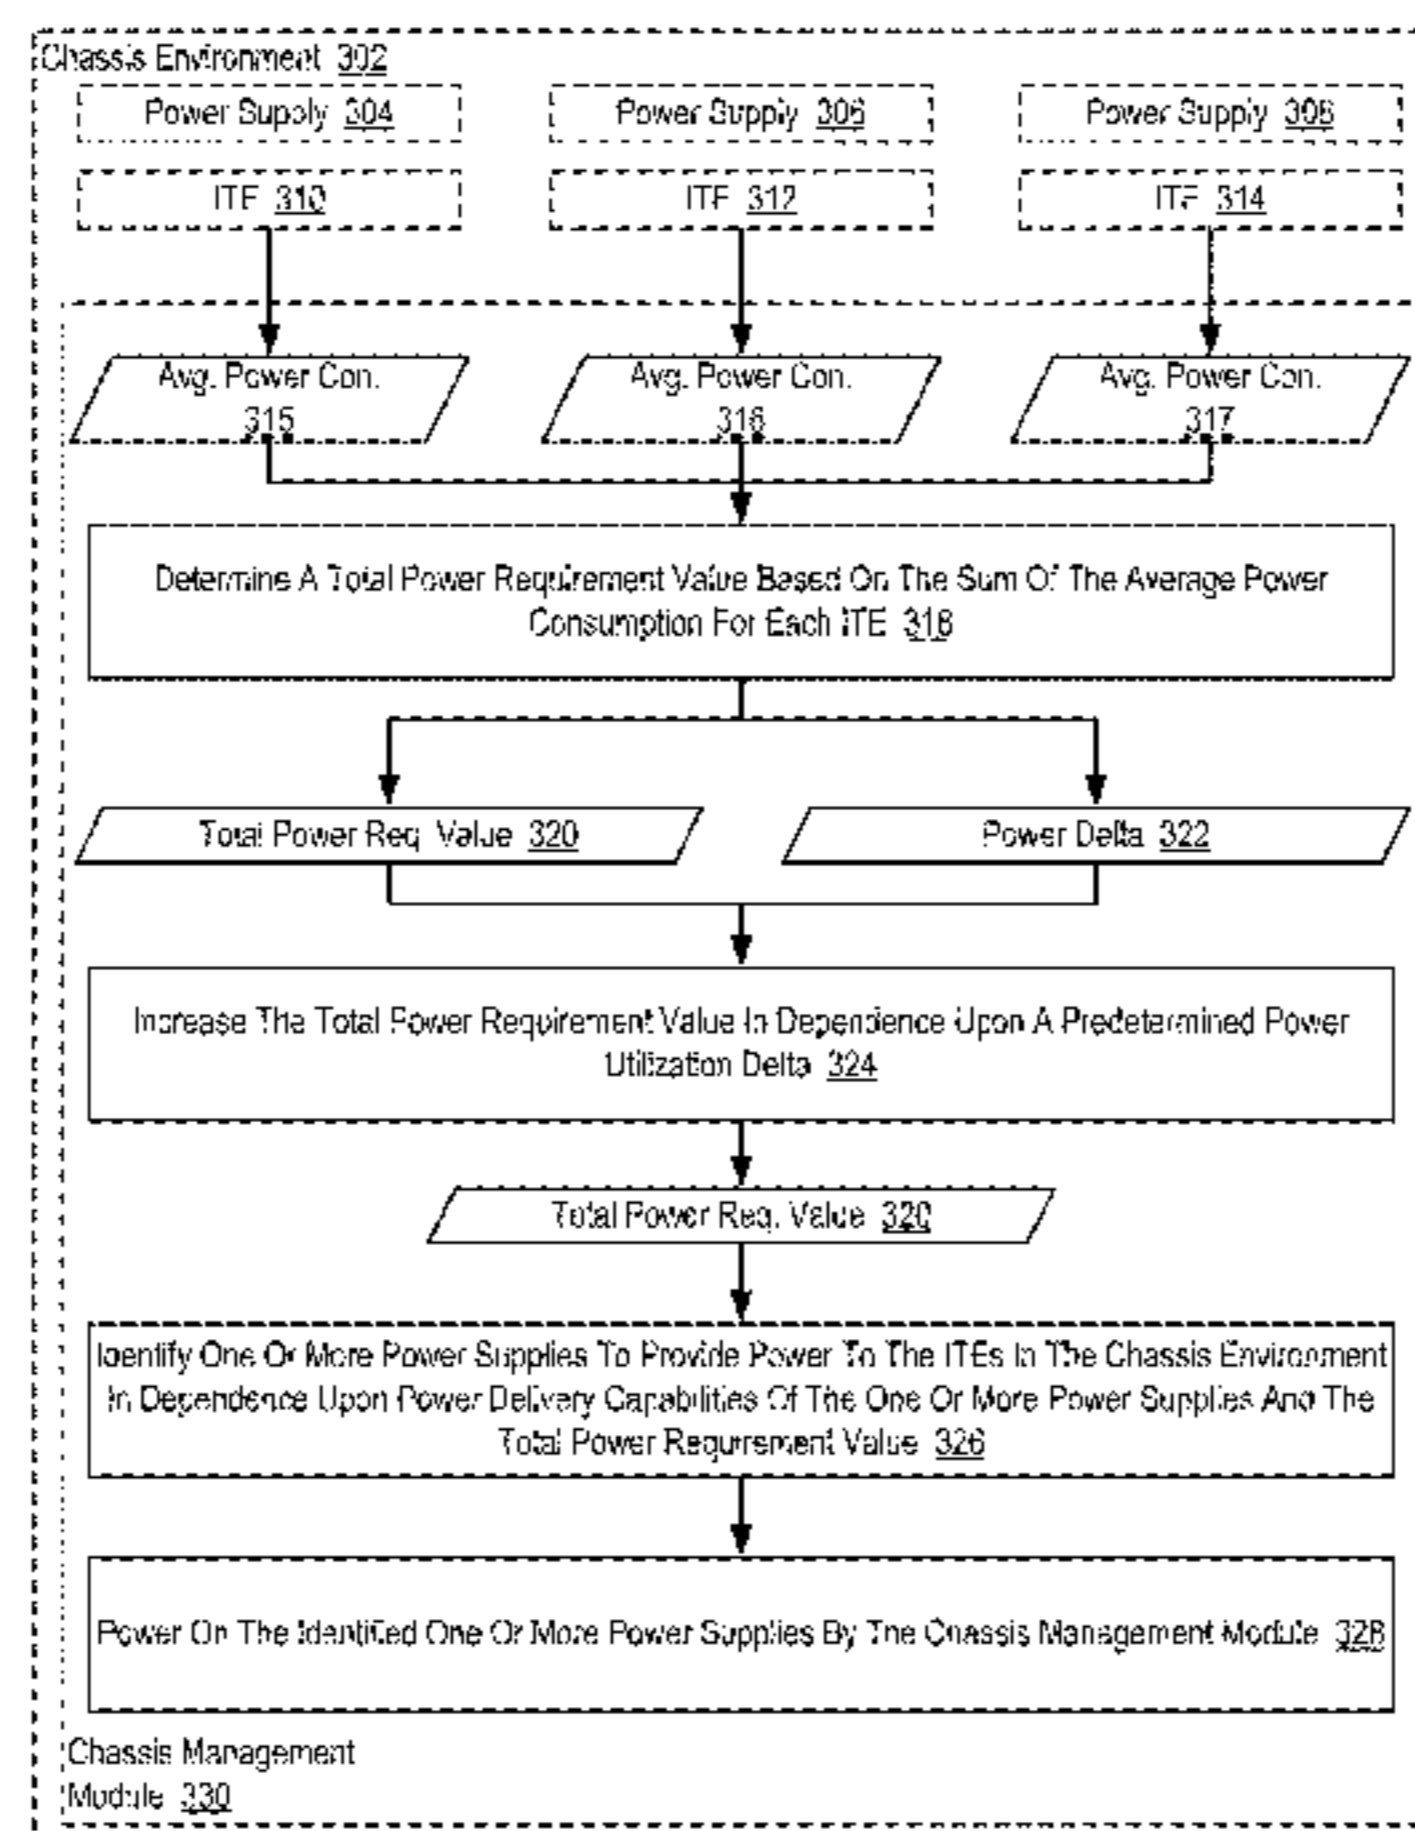 Chassis Environment 302
Power Supply 304
Power Supply 306
Power Supply 308
ITE 310
ITE 312
ITE 314
Avg. Power Con.
315
Avg. Power Con.
316
Avg. Power Con.
317
Determine A Total Power Requirement Value Based On The Sum Of The Average Power
Consumption For Each ITE 318
Total Power Req. Value 320
Power Delta 322
Increase The Total Power Requirement Value In Dependence Upon A Predetermined Power
Utilization Delta 324
Total Power Req. Value 320
Identify One Or More Power Supplies To Provide Power To The ITEs In The Chassis Environment
In Dependence Upon Power Delivery Capabilities Of The One Or More Power Supplies And The
Total Power Requirement Value 326
Power On The Identified One Or More Power Supplies By The Chassis Management Module 328
Chassis Management
Module 330